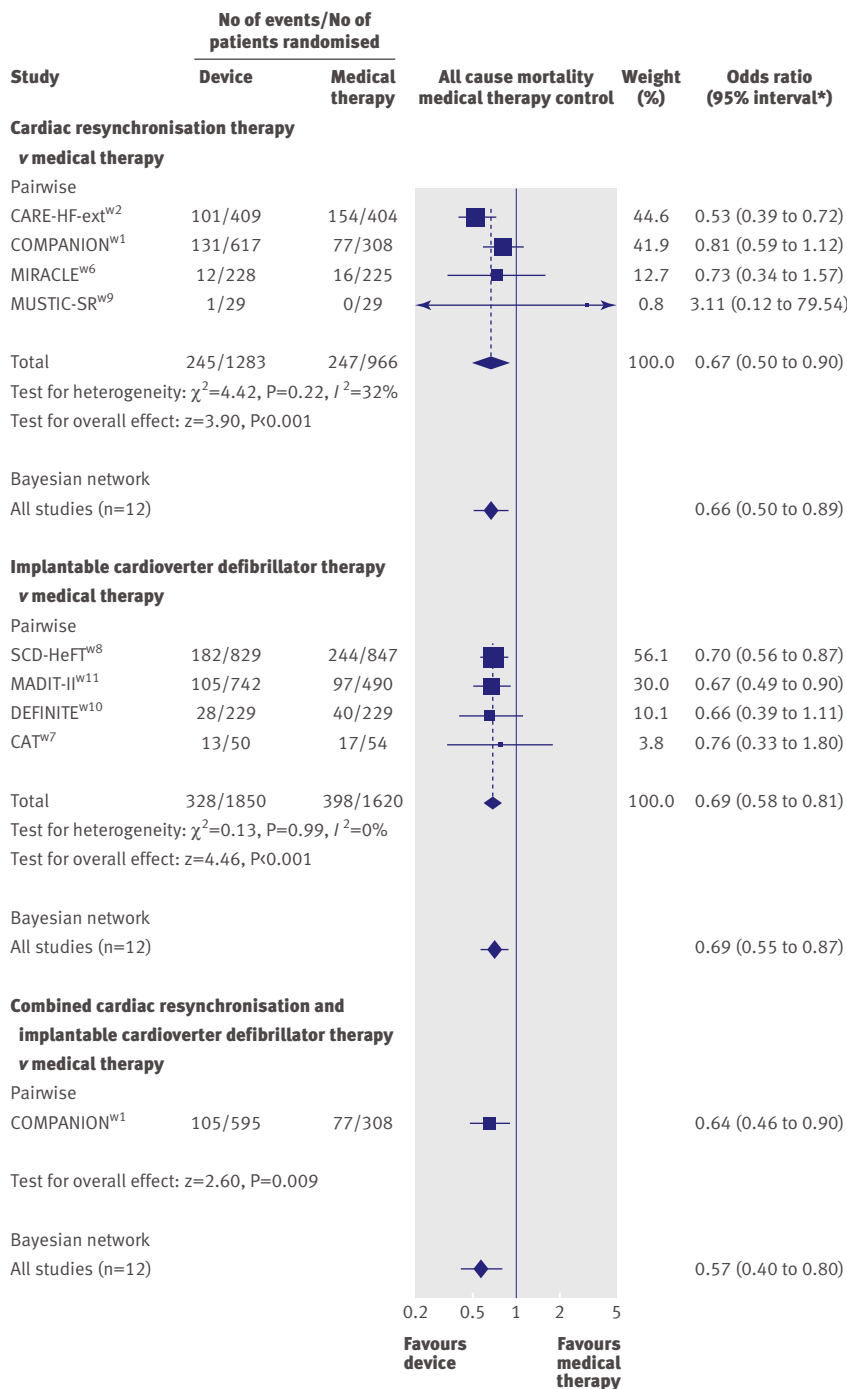 No of events/No of
patients randomised
Study Device Medical therapy All cause mortality medical therapy control Weight (%) Odds ratio (95% interval*)
Cardiac resynchronisation therapy
v medical therapy
Pairwise
CARE-HF-ext^w2 101/409 154/404 44.6 0.53 (0.39 to 0.72)
COMPANION^w1 131/617 77/308 41.9 0.81 (0.59 to 1.12)
MIRACLE^w6 12/228 16/225 12.7 0.73 (0.34 to 1.57)
MUSTIC-SR^w9 1/29 0/29 0.8 3.11 (0.12 to 79.54)
Total 245/1283 247/966 100.0 0.67 (0.50 to 0.90)
Test for heterogeneity: χ²=4.42, P=0.22, I²=32%
Test for overall effect: z=3.90, P<0.001
Bayesian network
All studies (n=12) 0.66 (0.50 to 0.89)
Implantable cardioverter defibrillator therapy
v medical therapy
Pairwise
SCD-HeFT^w8 182/829 244/847 56.1 0.70 (0.56 to 0.87)
MADIT-II^w11 105/742 97/490 30.0 0.67 (0.49 to 0.90)
DEFINITE^w10 28/229 40/229 10.1 0.66 (0.39 to 1.11)
CAT^w7 13/50 17/54 3.8 0.76 (0.33 to 1.80)
Total 328/1850 398/1620 100.0 0.69 (0.58 to 0.81)
Test for heterogeneity: χ²=0.13, P=0.99, I²=0%
Test for overall effect: z=4.46, P<0.001
Bayesian network
All studies (n=12) 0.69 (0.55 to 0.87)
Combined cardiac resynchronisation and
implantable cardioverter defibrillator therapy
v medical therapy
Pairwise
COMPANION^w1 105/595 77/308 0.64 (0.46 to 0.90)
Test for overall effect: z=2.60, P=0.009
Bayesian network
All studies (n=12) 0.57 (0.40 to 0.80)
0.2 0.5 1 2 5
Favours device Favours medical therapy